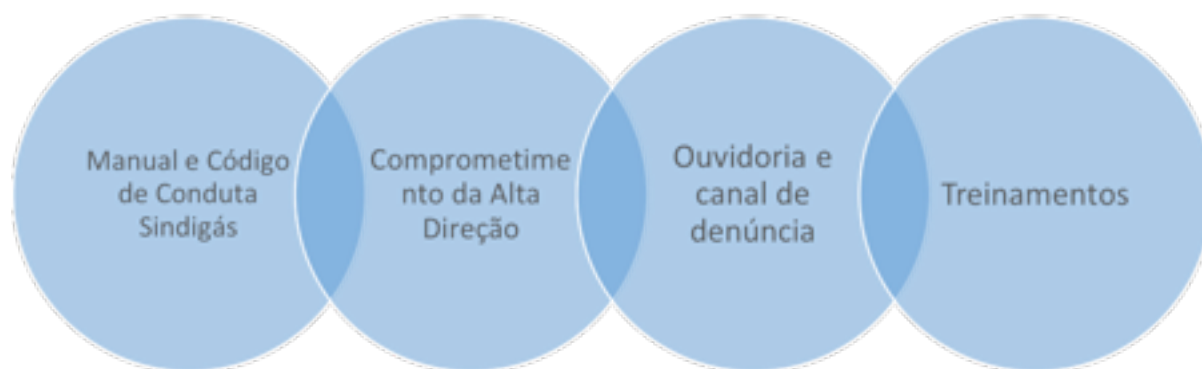 Manual e Código
de Conduta
Sindigás
Comprometime
nto da Alta
Direção
Ouvidoria e
canal de
denúncia
Treinamentos